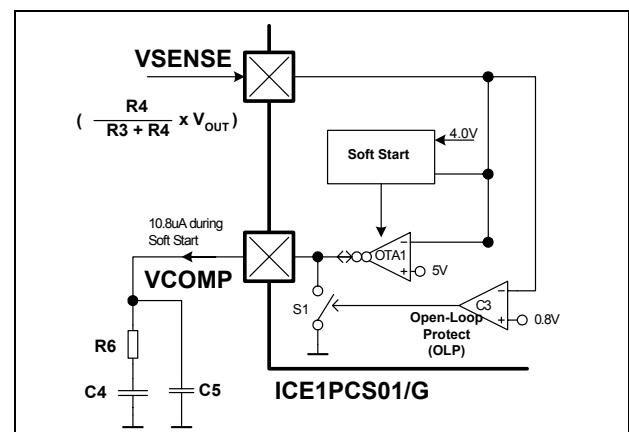 VSENSE
( R4
R3 + R4 x VOUT )
4.0V
Soft Start
10.8uA during
Soft Start
VCOMP
OTA1
-
+
5V
S1
C3
-
+
0.8V
Open-Loop
Protect
(OLP)
R6
C4
C5
ICE1PCS01/G